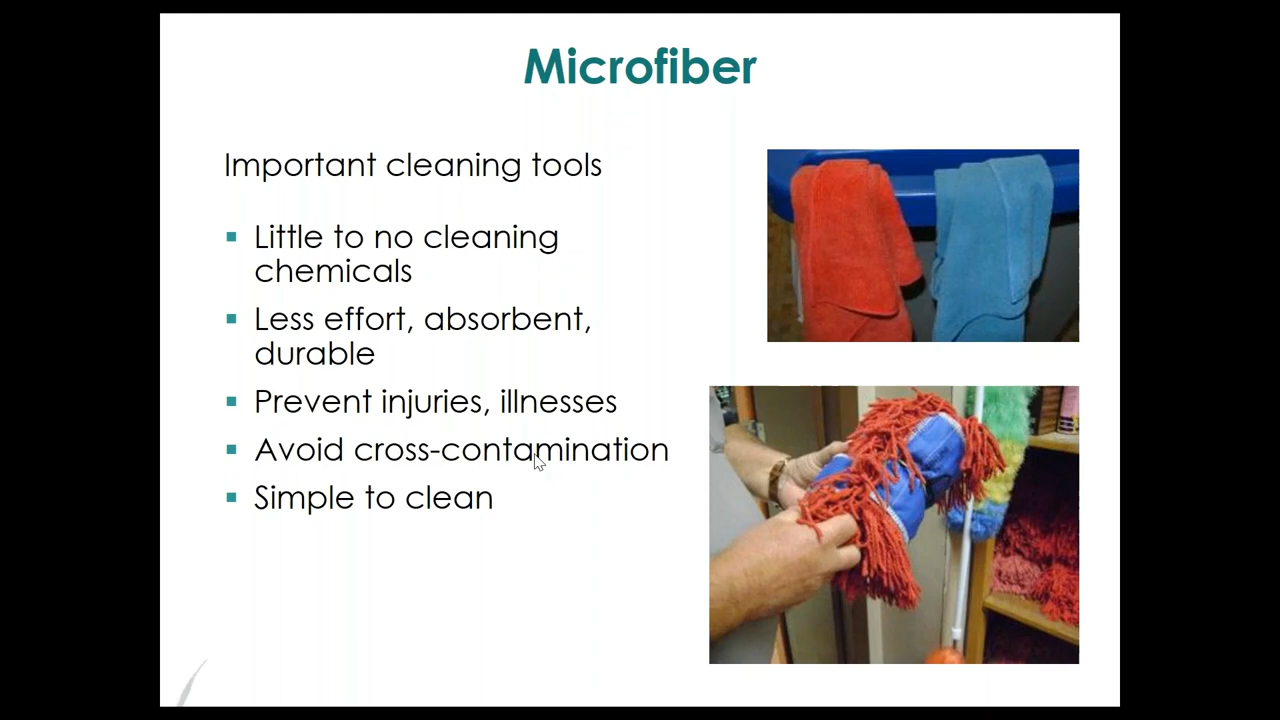 Microfiber
Important cleaning tools
▪ Little to no cleaning
chemicals
▪ Less effort, absorbent,
durable
▪ Prevent injuries, illnesses
▪ Avoid cross-contamination
▪ Simple to clean